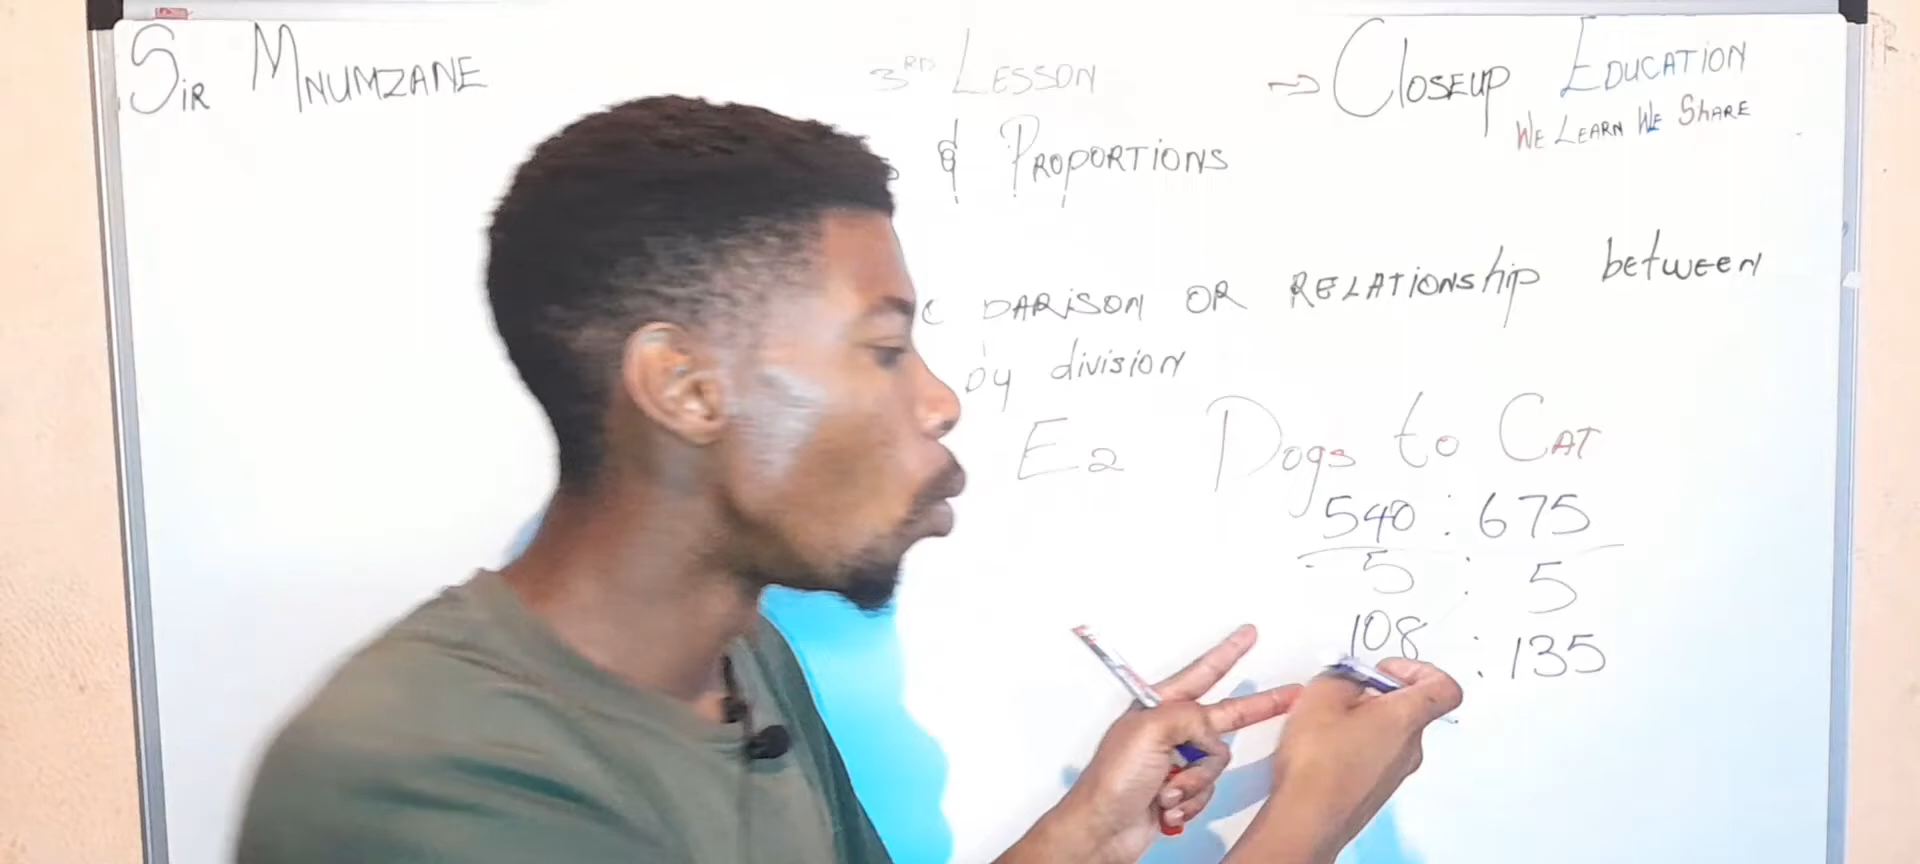 Sir Mnumzane
3RD Lesson
→ Closeup Education
We Learn We Share
& Proportions
PARISON OR RELATIONship between
by division
E2 Dogs to CAT
540 : 675
5 : 5
108 : 135